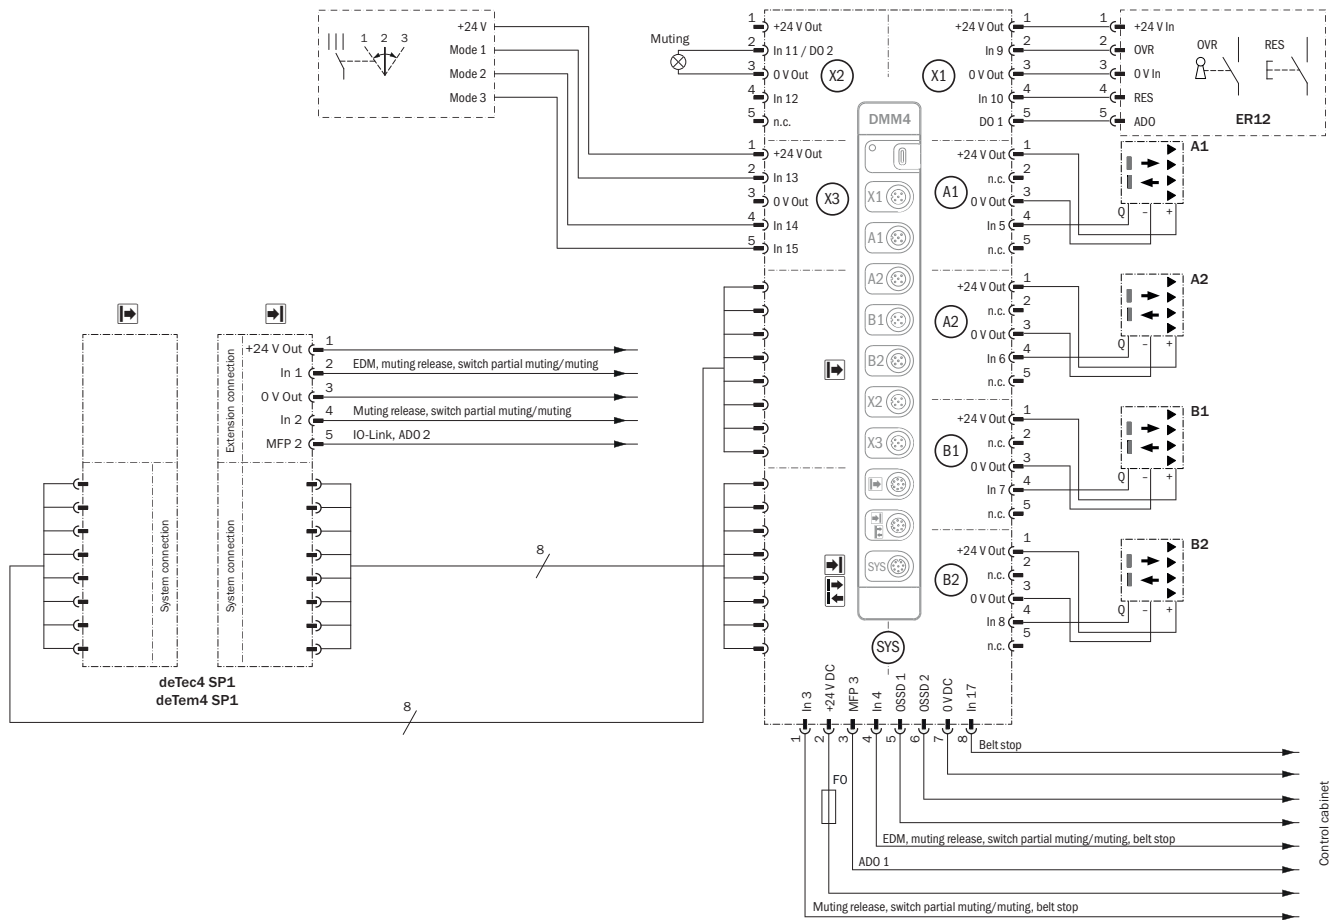 +24 V
Mode 1
Mode 2
Mode 3
1 2 3
Muting
1 +24 V Out
2 In 11 / DO 2
3 0 V Out
4 In 12
5 n.c.
X2
X1
+24 V Out 1
In 9 2
0 V Out 3
In 10 4
DO 1 5
1 +24 V In
2 OVR
3 0 V In
4 RES
5 ADO
OVR RES
ER12
1 +24 V Out
2 In 13
3 0 V Out
4 In 14
5 In 15
X3
DMM4
X1
A1
A2
B1
B2
X2
X3
SYS
A1
+24 V Out 1
n.c. 2
0 V Out 3
In 5 4
n.c. 5
A1
Q – +
A2
+24 V Out 1
n.c. 2
0 V Out 3
In 6 4
n.c. 5
A2
Q – +
B1
+24 V Out 1
n.c. 2
0 V Out 3
In 7 4
n.c. 5
B1
Q – +
B2
+24 V Out 1
n.c. 2
0 V Out 3
In 8 4
n.c. 5
B2
Q – +
Extension connection
+24 V Out 1
In 1 2 EDM, muting release, switch partial muting/muting
0 V Out 3
In 2 4 Muting release, switch partial muting/muting
MFP 2 5 IO-Link, ADO 2
System connection
System connection
8
deTec4 SP1
deTem4 SP1
8
SYS
In 3
+24 V DC
MFP 3
In 4
OSSD 1
OSSD 2
0 V DC
In 17
1 2 3 4 5 6 7 8
Belt stop
F0
EDM, muting release, switch partial muting/muting, belt stop
ADO 1
Muting release, switch partial muting/muting, belt stop
Control cabinet